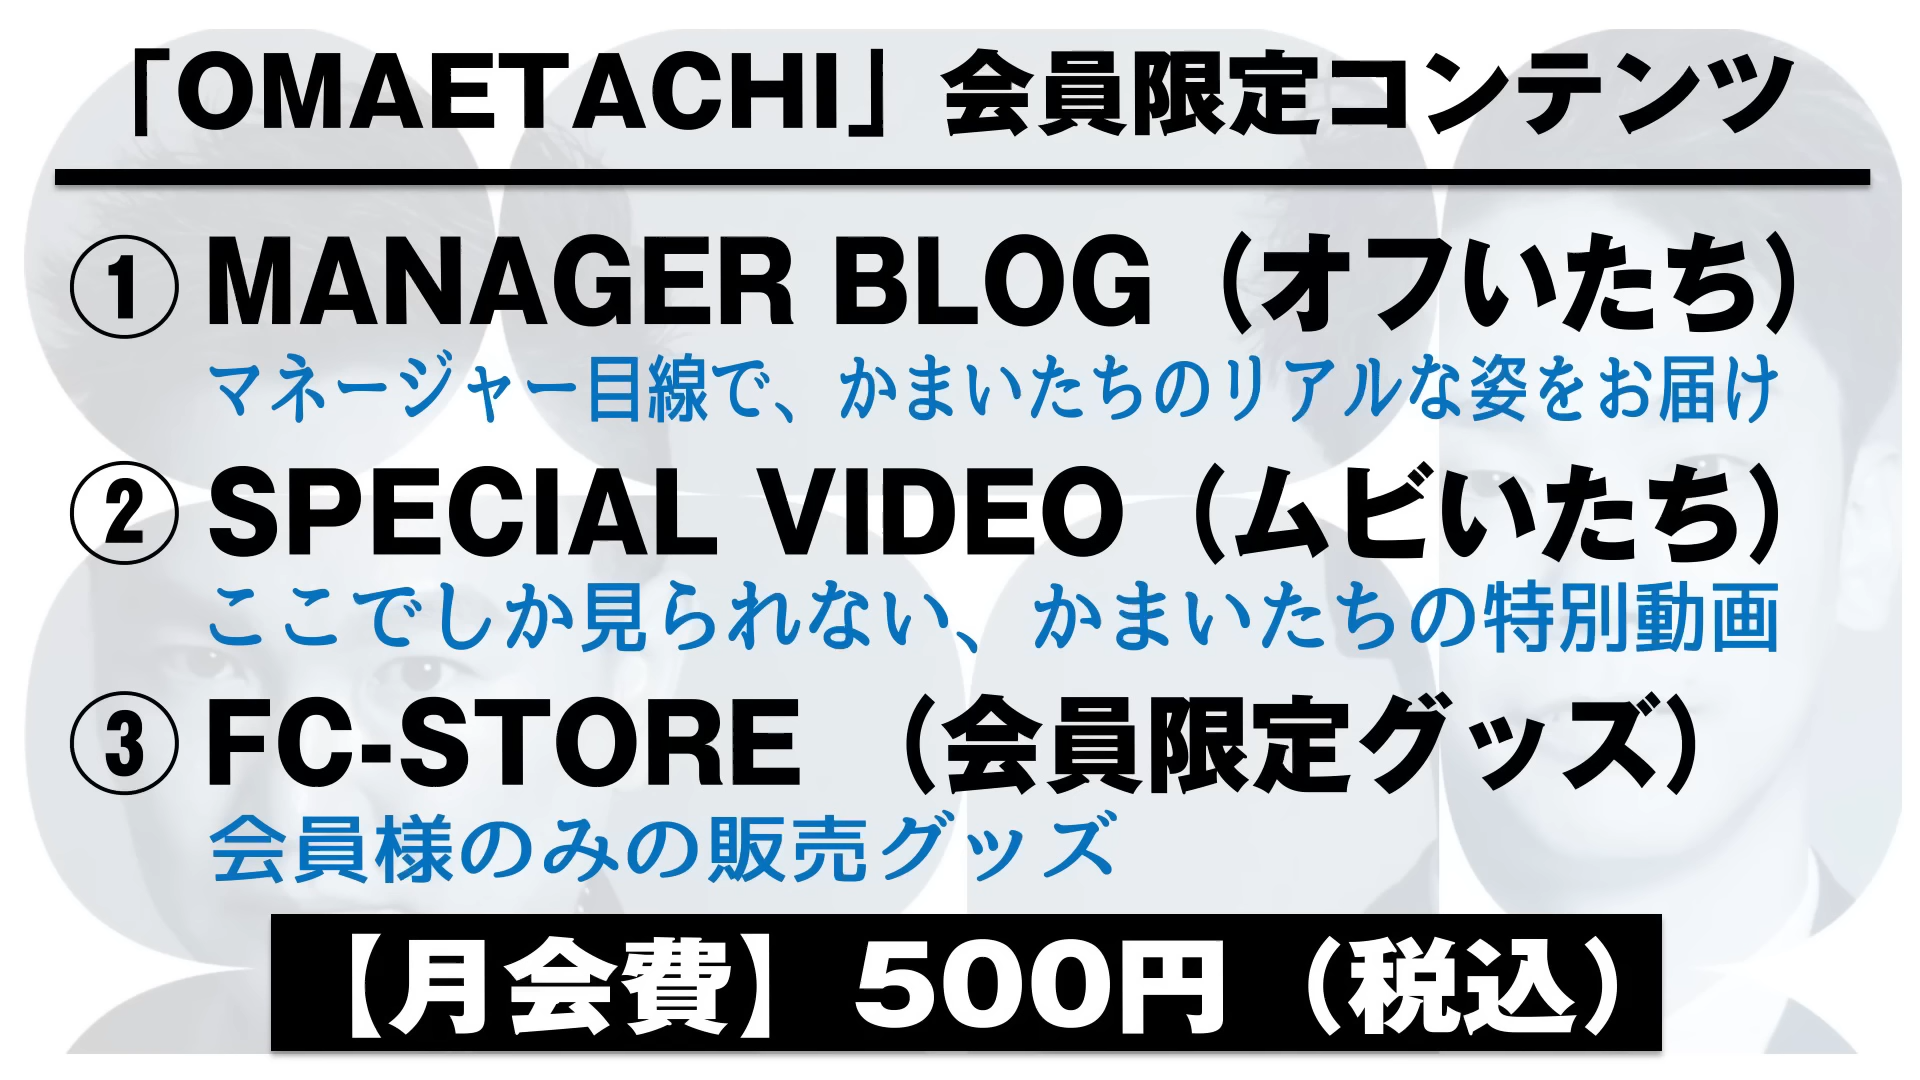 「OMAETACHI」会員限定コンテンツ
① MANAGER BLOG（オフいたち）
マネージャー目線で、かまいたちのリアルな姿をお届け
② SPECIAL VIDEO（ムビいたち）
ここでしか見られない、かまいたちの特別動画
③ FC-STORE （会員限定グッズ）
会員様のみの販売グッズ
【月会費】500円（税込）